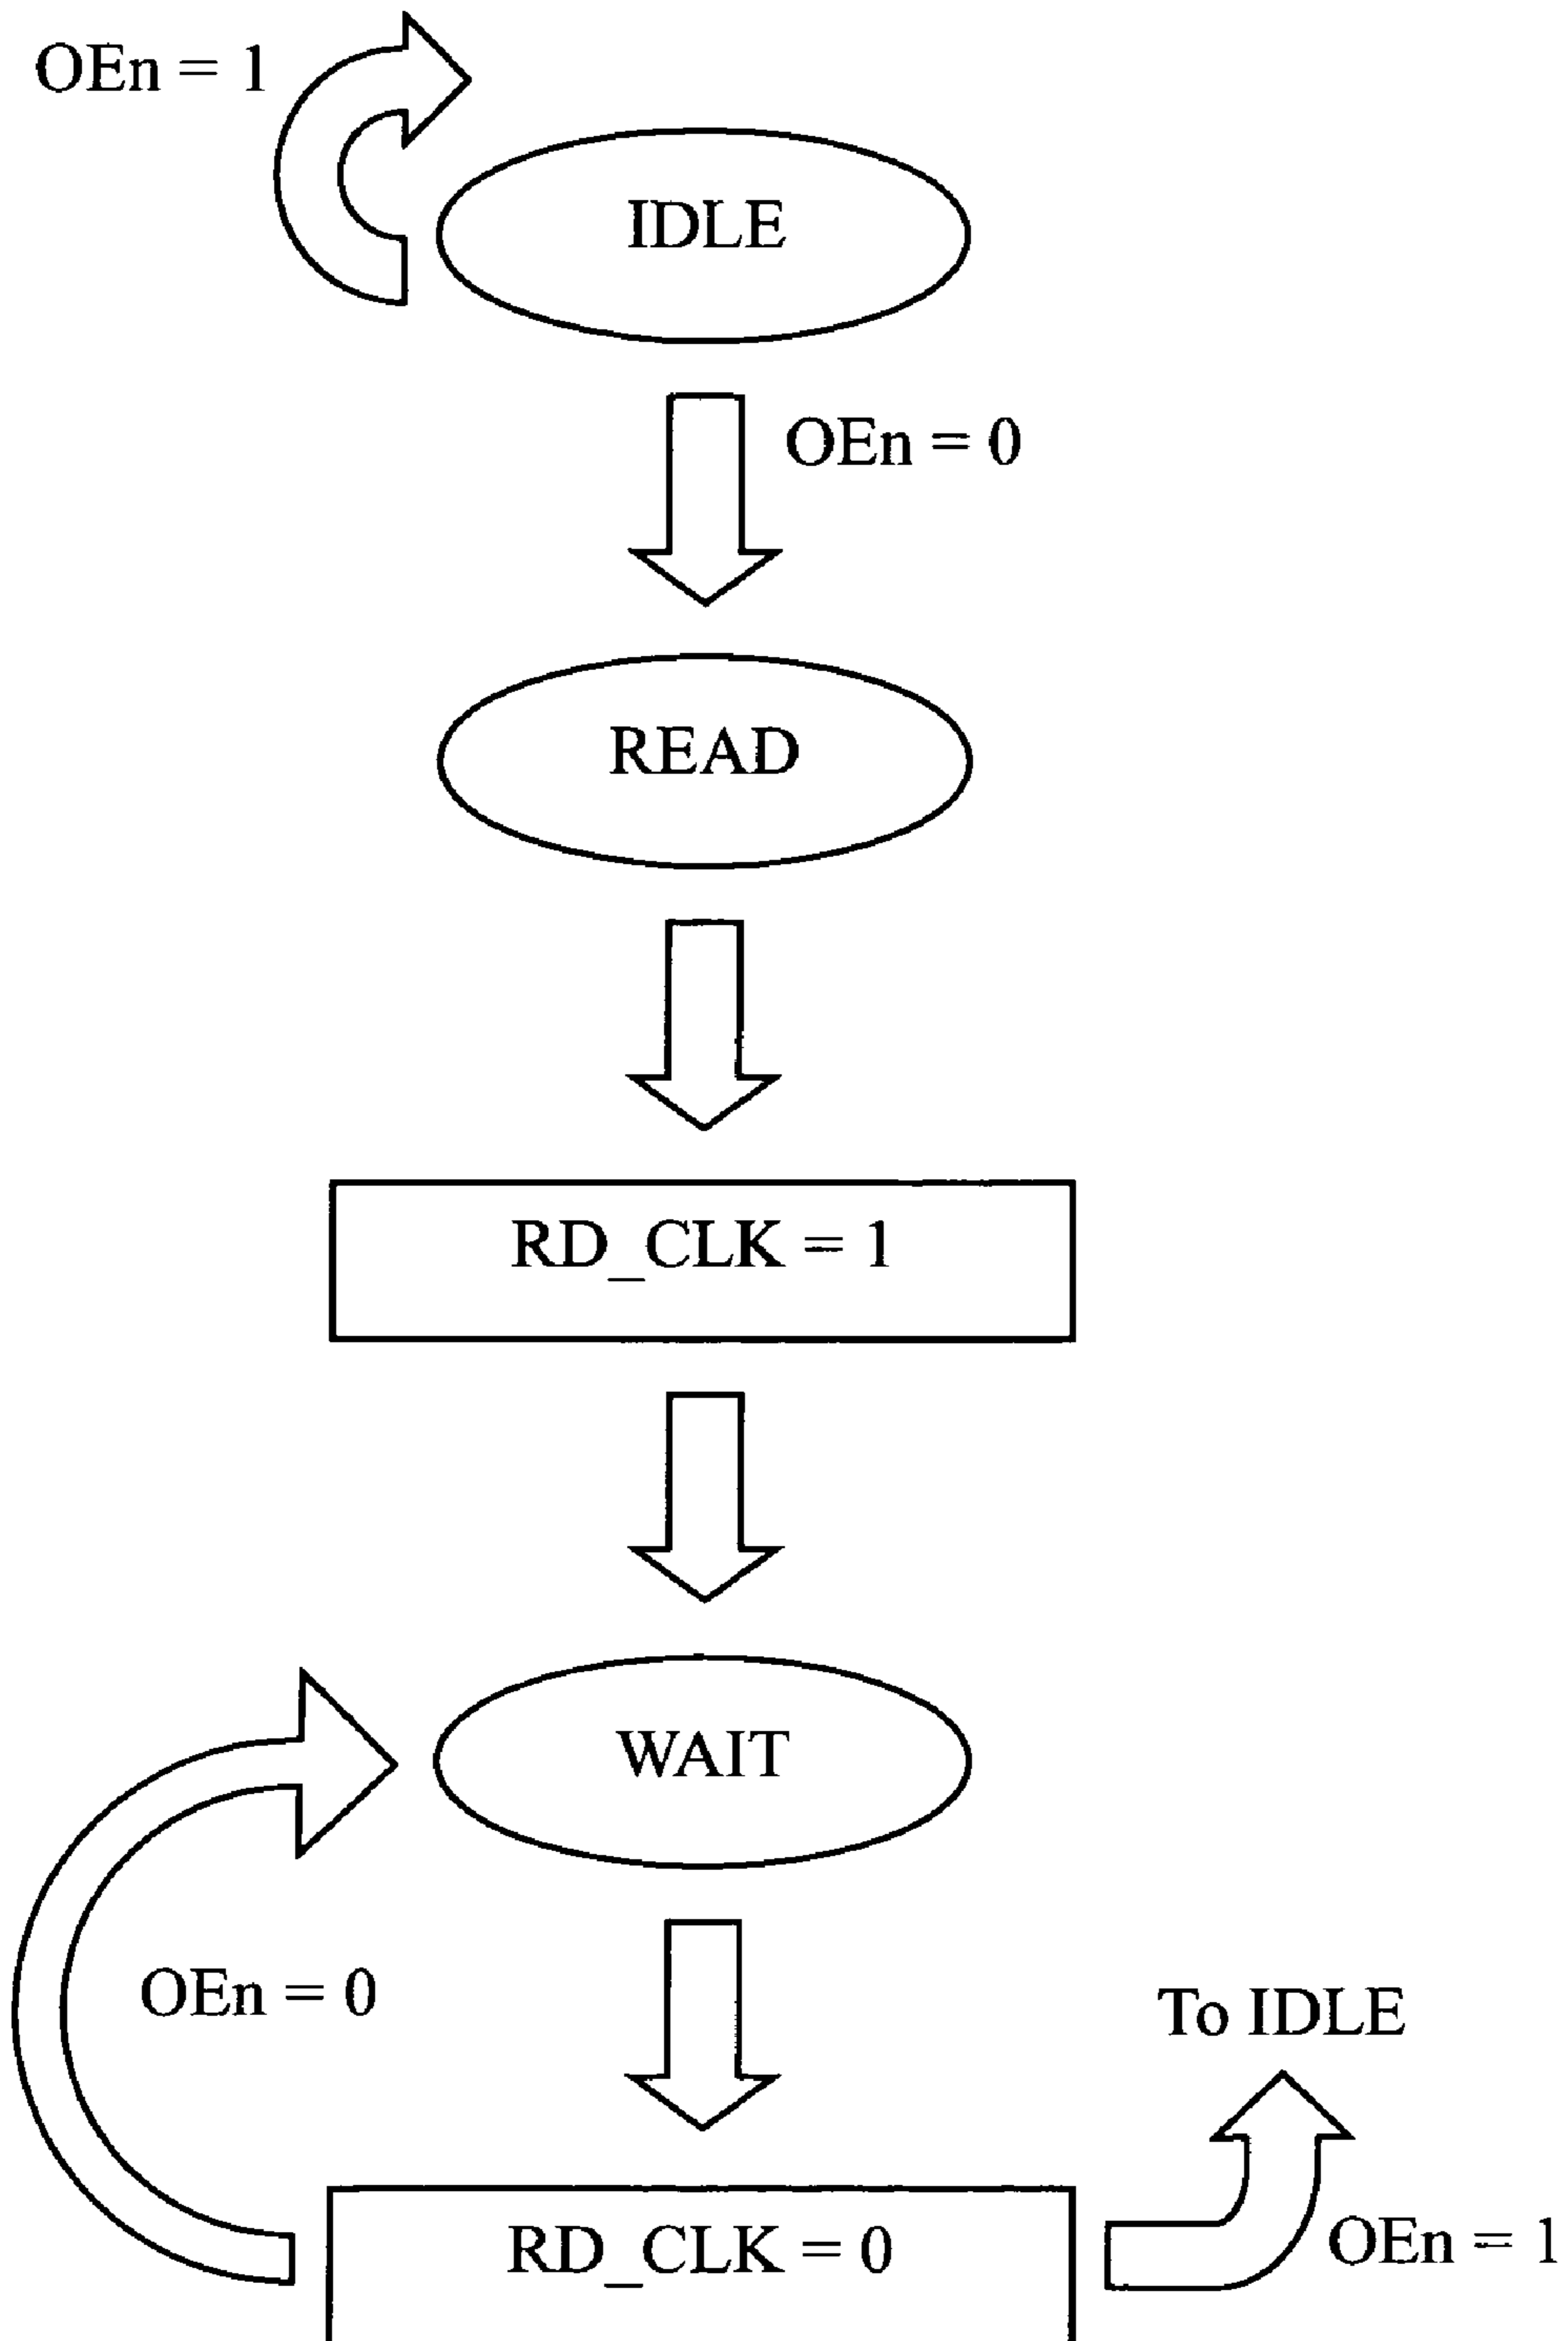 OEn = 1
IDLE
OEn = 0
READ
RD_CLK = 1
WAIT
OEn = 0
To IDLE
RD_CLK = 0
OEn = 1